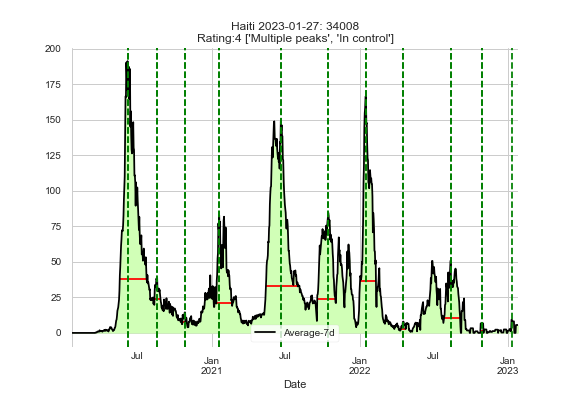 Haiti 2023-01-27: 34008
Rating:4 ['Multiple peaks', 'In control']
200
175
150
125
100
75
50
25
0
Average-7d
Jul
Jan
2021
Jul
Jan
2022
Jul
Jan
2023
Date